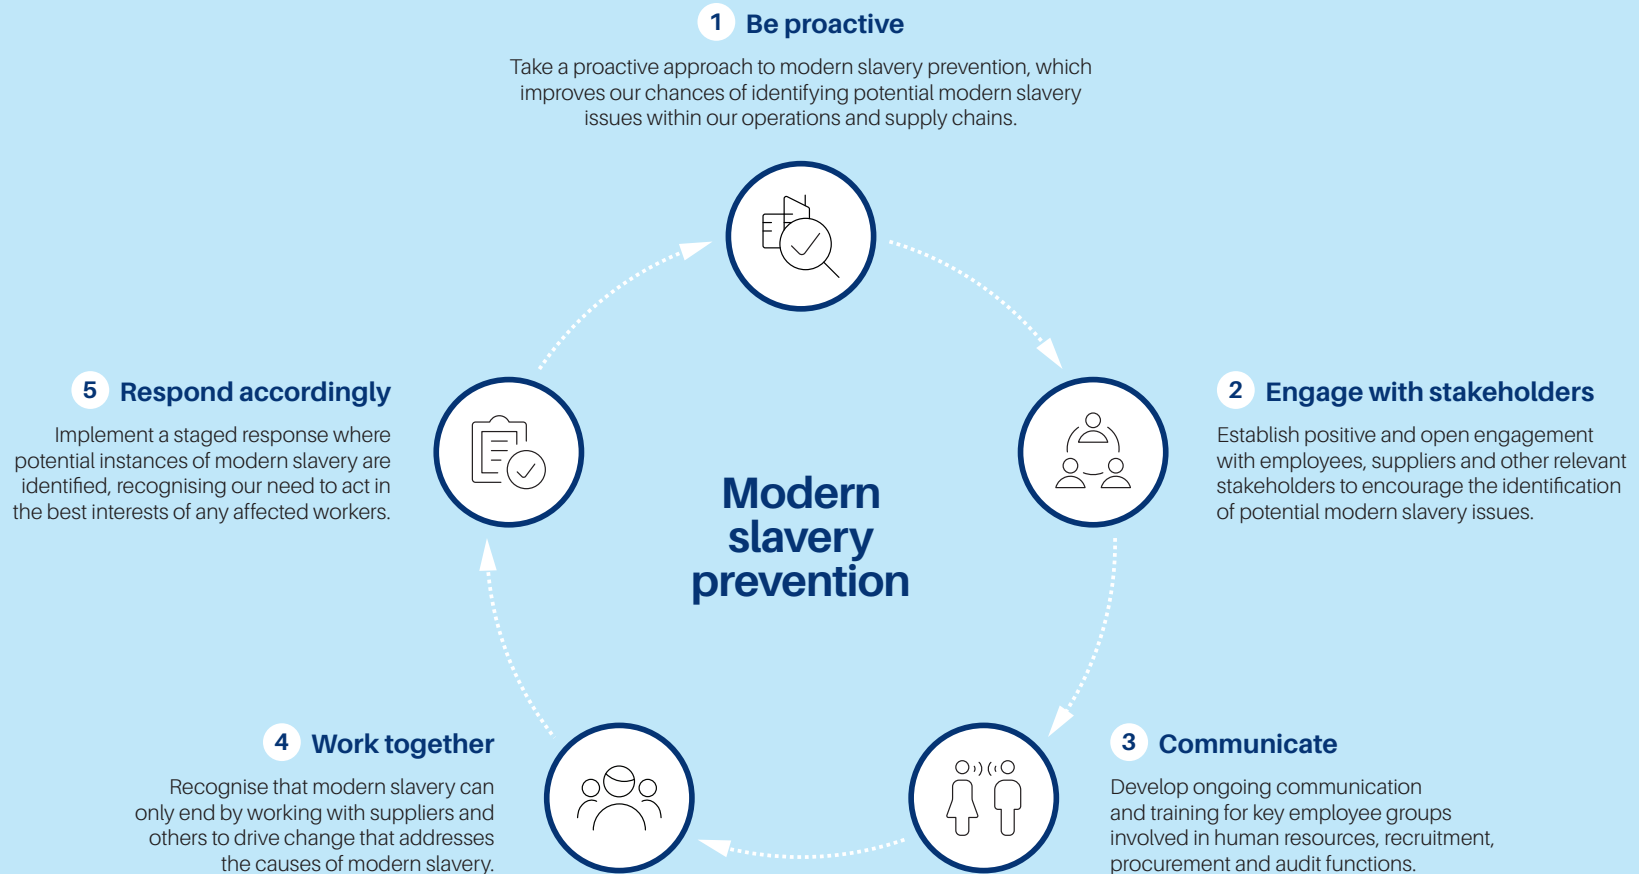 1 Be proactive
Take a proactive approach to modern slavery prevention, which
improves our chances of identifying potential modern slavery
issues within our operations and supply chains.
2 Engage with stakeholders
Establish positive and open engagement
with employees, suppliers and other relevant
stakeholders to encourage the identification
of potential modern slavery issues.
3 Communicate
Develop ongoing communication
and training for key employee groups
involved in human resources, recruitment,
procurement and audit functions.
4 Work together
Recognise that modern slavery can
only end by working with suppliers and
others to drive change that addresses
the causes of modern slavery.
5 Respond accordingly
Implement a staged response where
potential instances of modern slavery are
identified, recognising our need to act in
the best interests of any affected workers.
Modern
slavery
prevention